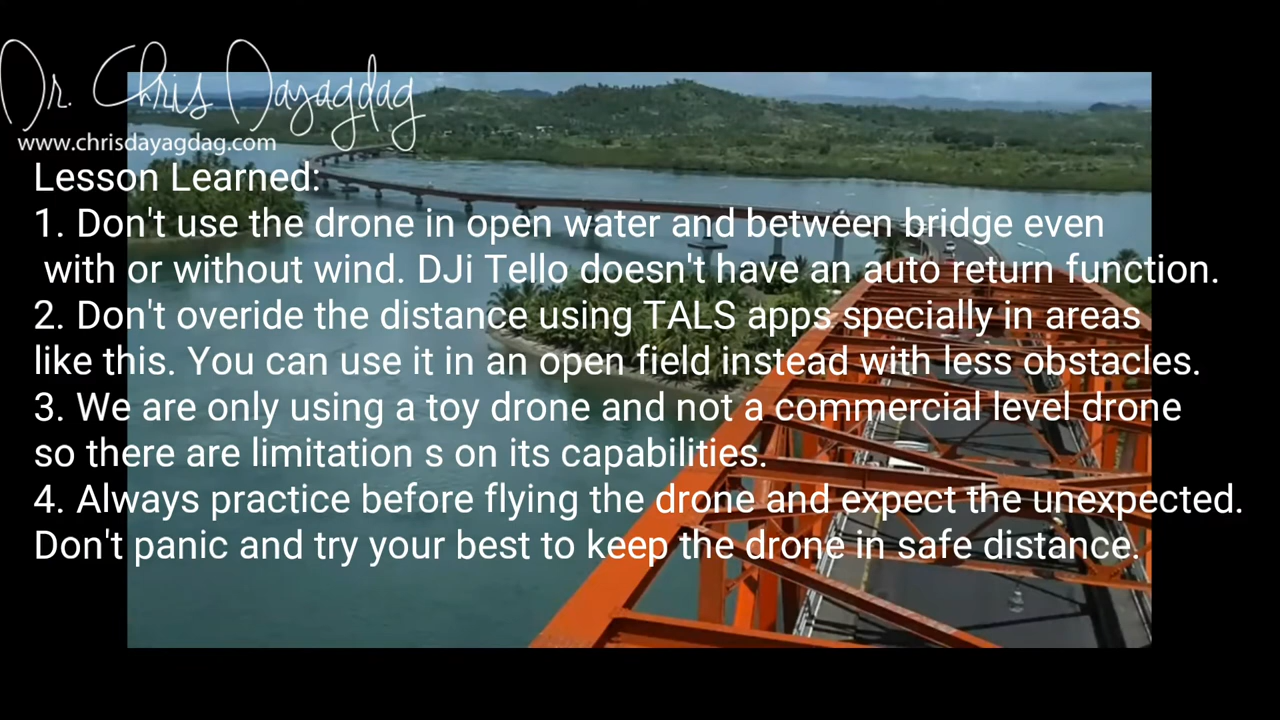 Dr. Chris Dayagdag
www.chrisdayagdag.com
Lesson Learned:
1. Don't use the drone in open water and between bridge even
with or without wind. DJi Tello doesn't have an auto return function.
2. Don't overide the distance using TALS apps specially in areas
like this. You can use it in an open field instead with less obstacles.
3. We are only using a toy drone and not a commercial level drone
so there are limitation s on its capabilities.
4. Always practice before flying the drone and expect the unexpected.
Don't panic and try your best to keep the drone in safe distance.